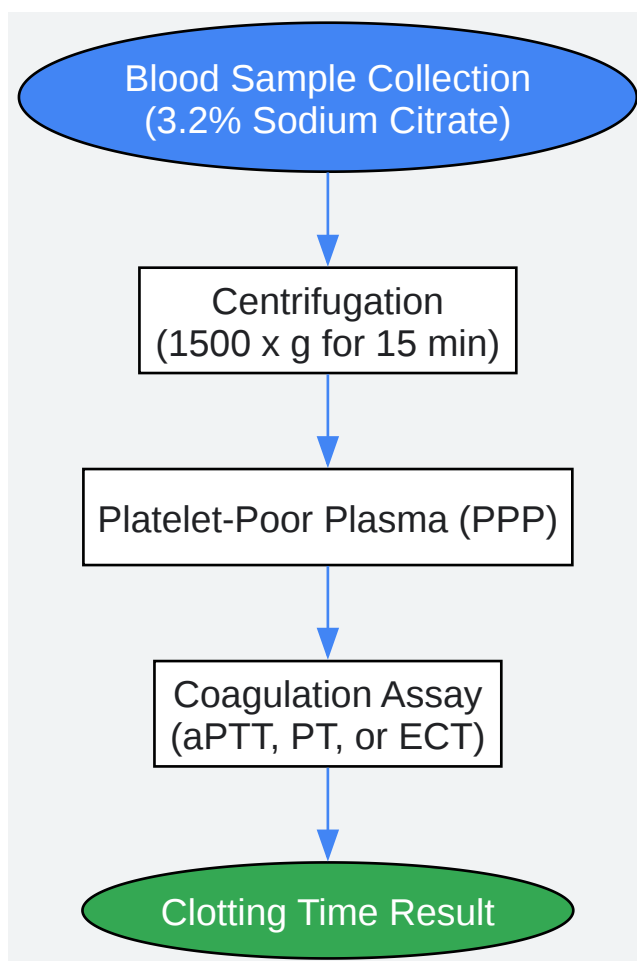 Blood Sample Collection
(3.2% Sodium Citrate)
Centrifugation
(1500 x g for 15 min)
Platelet-Poor Plasma (PPP)
Coagulation Assay
(aPTT, PT, or ECT)
Clotting Time Result